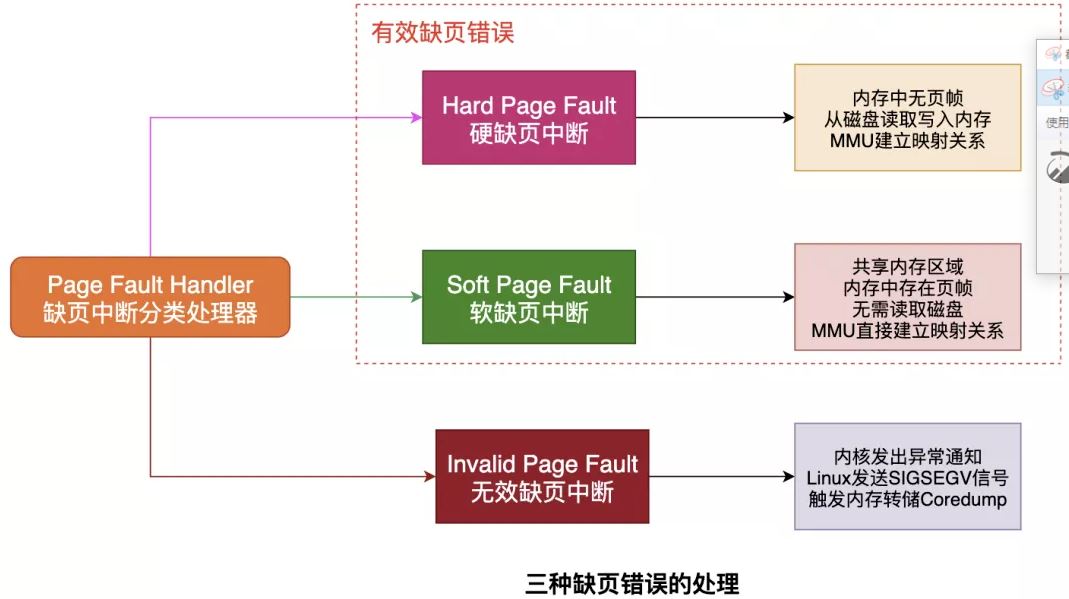 有效缺页错误
Hard Page Fault
硬缺页中断
内存中无页帧
从磁盘读取写入内存
MMU建立映射关系
Page Fault Handler
缺页中断分类处理器
Soft Page Fault
软缺页中断
共享内存区域
内存中存在页帧
无需读取磁盘
MMU直接建立映射关系
Invalid Page Fault
无效缺页中断
内核发出异常通知
Linux发送SIGSEGV信号
触发内存转储Coredump
三种缺页错误的处理
使用